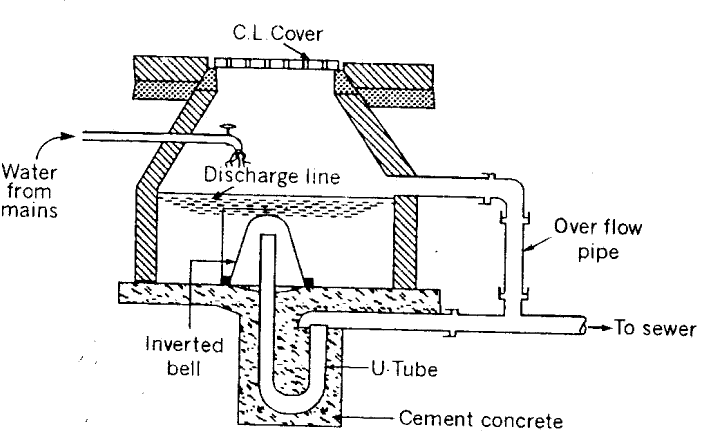 C.L.Cover
Water
from
mains
Discharge line
Over flow
pipe
To sewer
Inverted
bell
U-Tube
Cement concrete